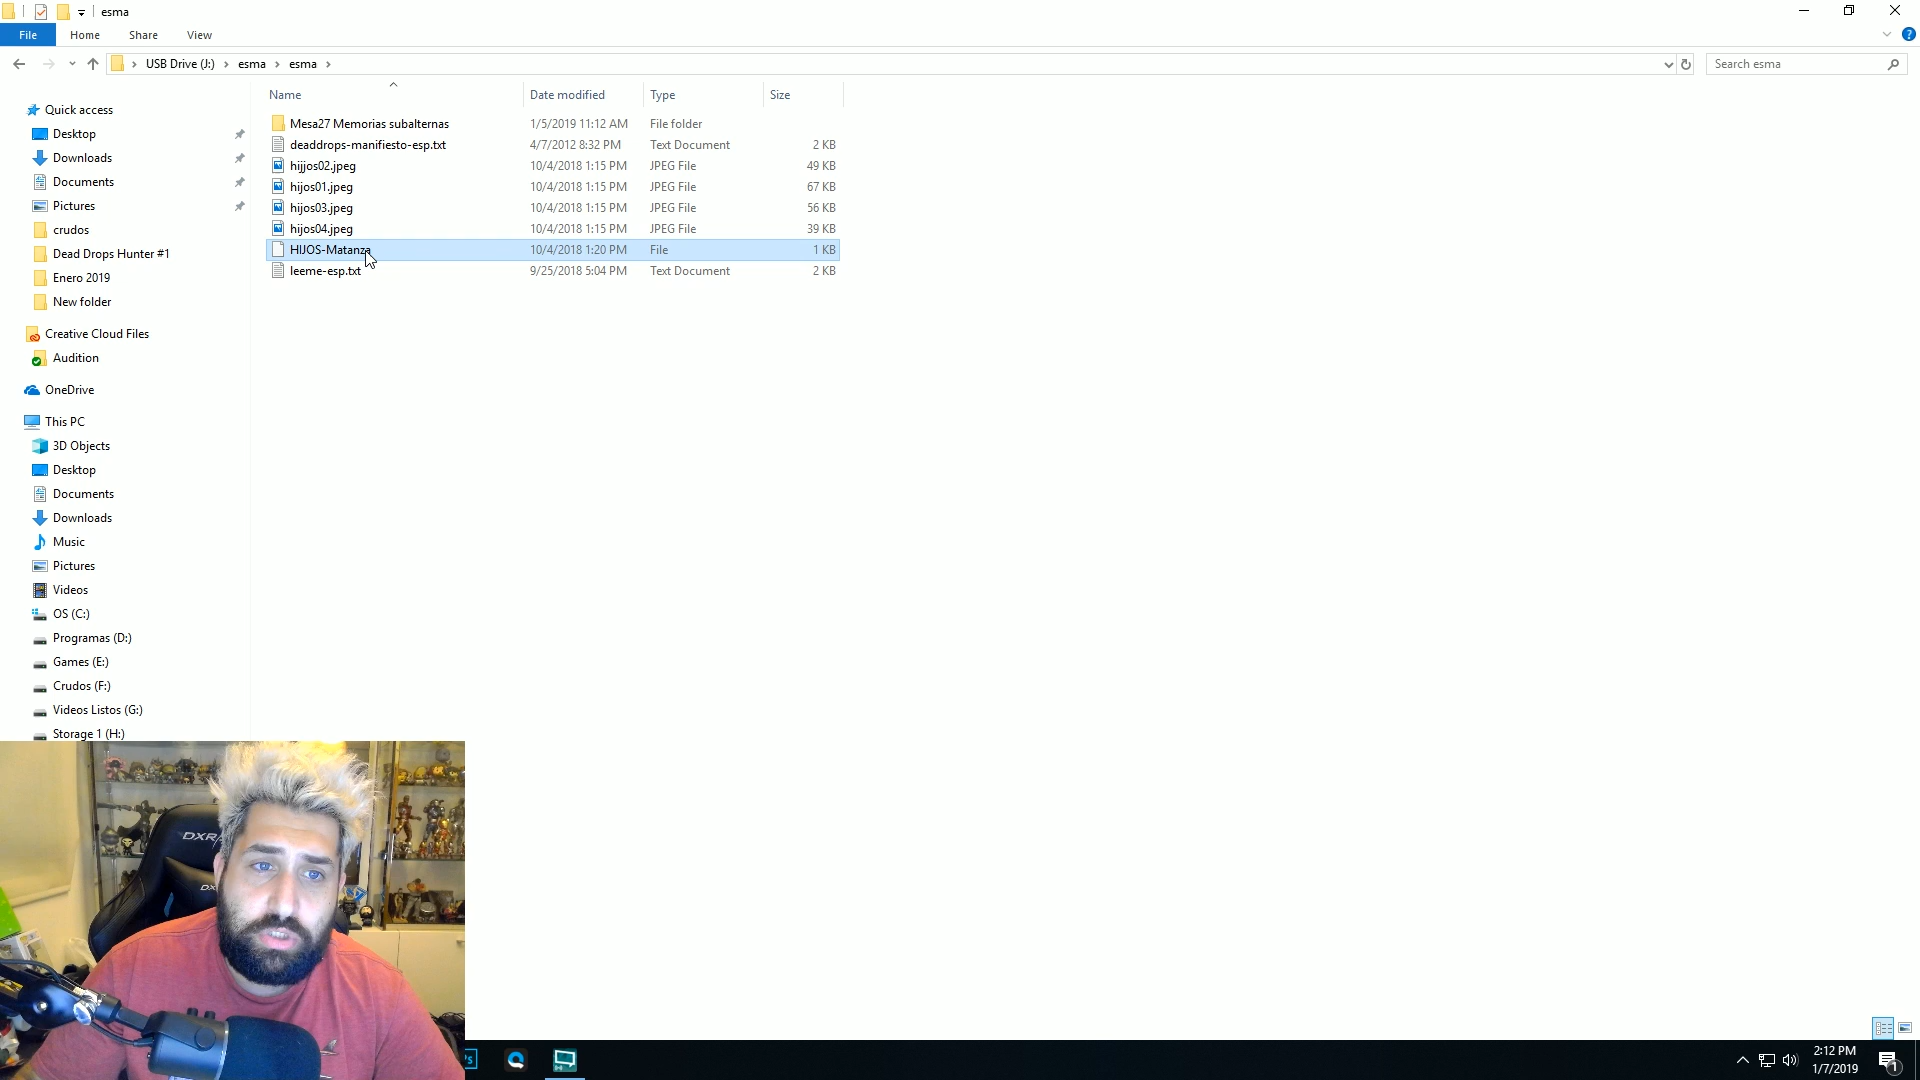 esma
File Home Share View
USB Drive (J:) esma esma
Search esma
Name Date modified Type Size
Mesa27 Memorias subalternas 1/5/2019 11:12 AM File folder
deaddrops-manifiesto-esp.txt 4/7/2012 8:32 PM Text Document 2 KB
hijjos02.jpeg 10/4/2018 1:15 PM JPEG File 49 KB
hijos01.jpeg 10/4/2018 1:15 PM JPEG File 67 KB
hijos03.jpeg 10/4/2018 1:15 PM JPEG File 56 KB
hijos04.jpeg 10/4/2018 1:15 PM JPEG File 39 KB
HIJOS-Matanza 10/4/2018 1:20 PM File 1 KB
leeme-esp.txt 9/25/2018 5:04 PM Text Document 2 KB
Quick access
Desktop
Downloads
Documents
Pictures
crudos
Dead Drops Hunter #1
Enero 2019
New folder
Creative Cloud Files
Audition
OneDrive
This PC
3D Objects
Desktop
Documents
Downloads
Music
Pictures
Videos
OS (C:)
Programas (D:)
Games (E:)
Crudos (F:)
Videos Listos (G:)
Storage 1 (H:)
DXR
DX
Ps
2:12 PM
1/7/2019
1